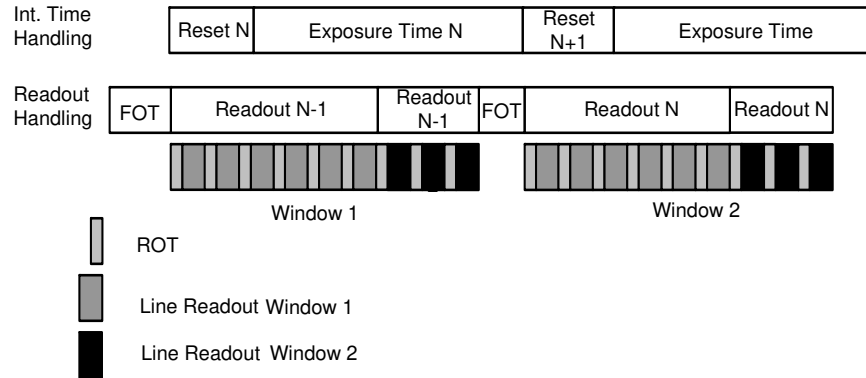 Int. Time
Handling
Reset N
Exposure Time N
Reset
N+1
Exposure Time
Readout
Handling
FOT
Readout N-1
Readout
N-1
FOT
Readout N
Readout N
Window 1
Window 2
ROT
Line Readout Window 1
Line Readout Window 2